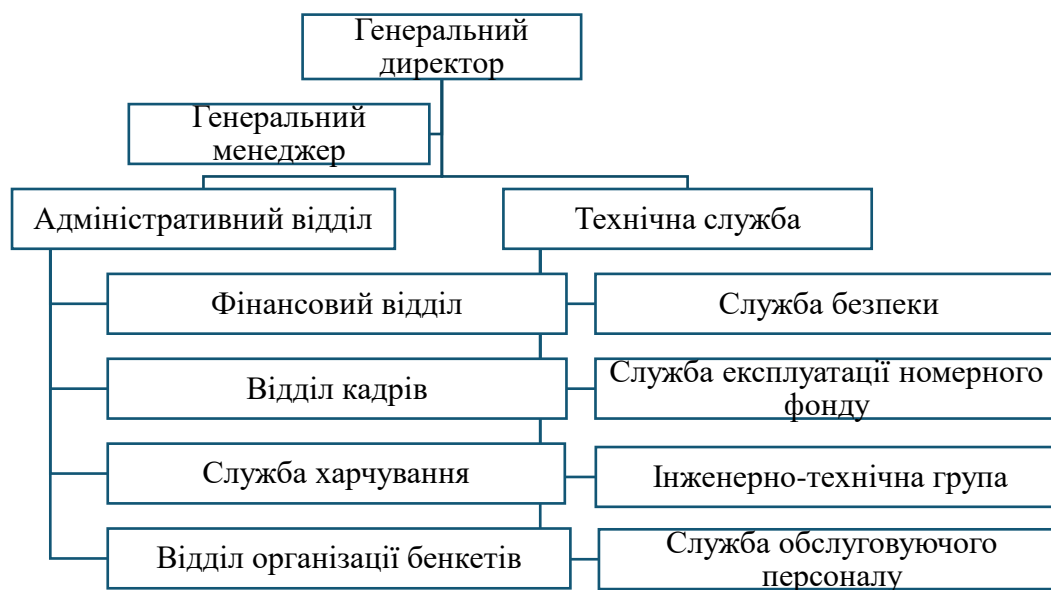 Генеральний
директор
Генеральний
менеджер
Адміністративний відділ
Технічна служба
Фінансовий відділ
Служба безпеки
Відділ кадрів
Служба експлуатації номерного
фонду
Служба харчування
Інженерно-технічна група
Відділ організації бенкетів
Служба обслуговуючого
персоналу